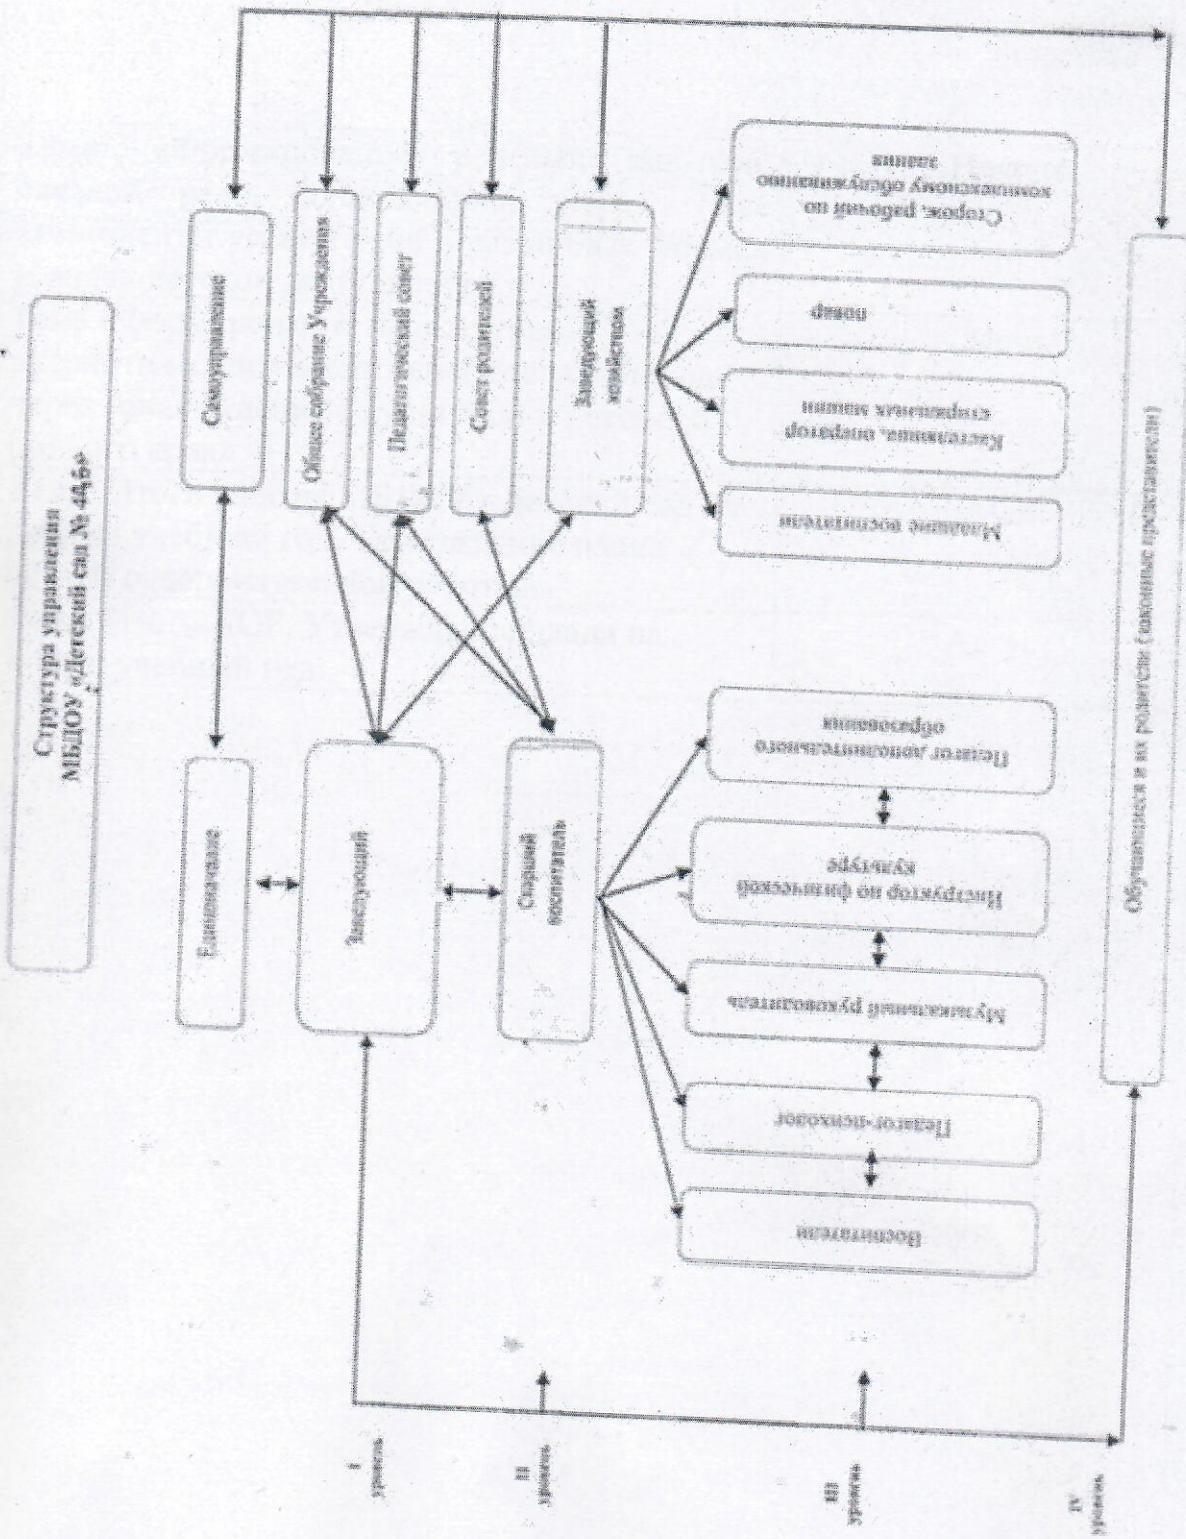 Структура управления
МБДОУ «Детский сад №
Единоначалие
Самоуправление
I
уровень
Заведующий
Общее собрание Учреждения
Педагогический совет
Совет родителей
II
уровень
Старший
воспитатель
Заведующий
хозяйством
III
уровень
Воспитатели
Педагог-психолог
Музыкальный руководитель
Инструктор по физической
культуре
Педагог дополнительного
образования
Младшие воспитатели
Кастелянша, оператор
стиральных машин
повар
Сторож, рабочий по
комплексному обслуживанию
здания
IV
уровень
Обучающиеся и их родители (законные представители)